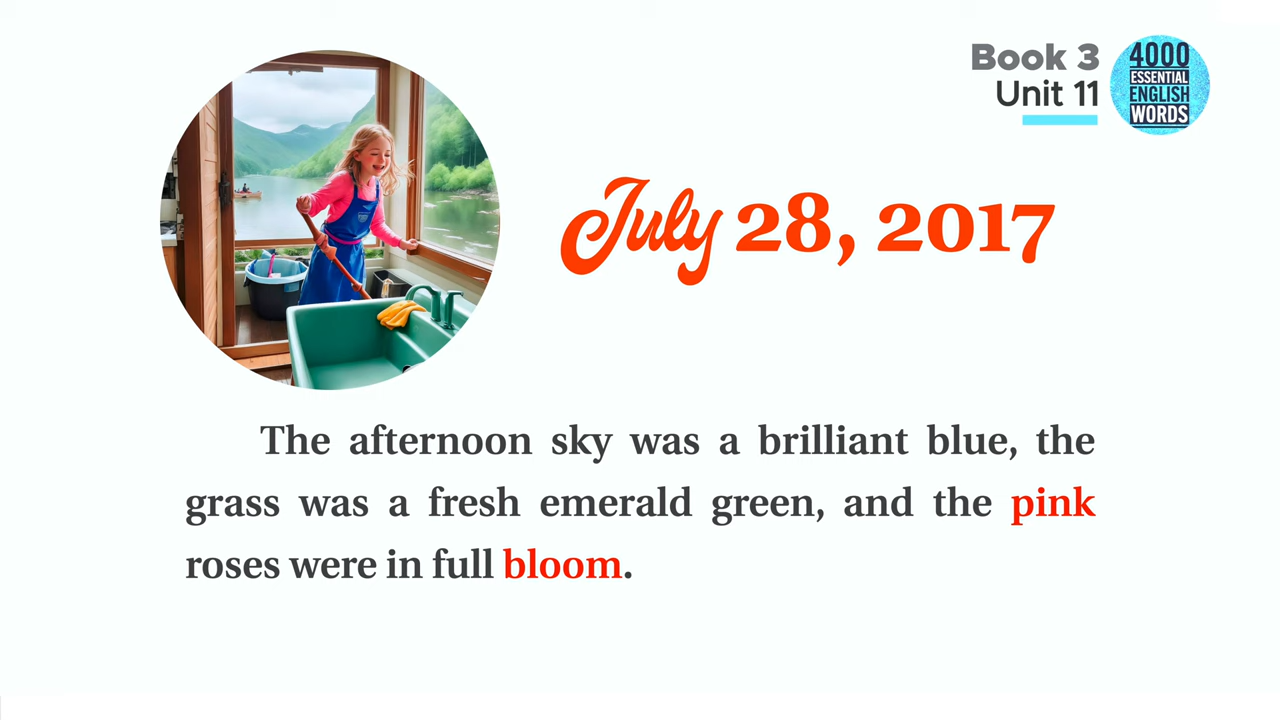 Book 3
Unit 11
4000
ESSENTIAL
ENGLISH
WORDS
July 28, 2017
The afternoon sky was a brilliant blue, the
grass was a fresh emerald green, and the pink
roses were in full bloom.